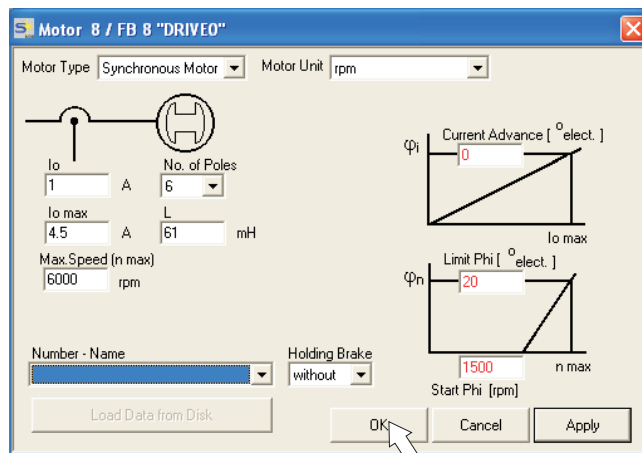 Motor 8 / FB 8 "DRIVE0"
Motor Type Synchronous Motor Motor Unit rpm
Io No. of Poles
1 A 6
Io max L
4.5 A 61 mH
Max.Speed (n max)
6000 rpm
Current Advance [ °elect. ]
φi 0
Io max
Limit Phi [ °elect. ]
φn 20
1500 n max
Start Phi [rpm]
Number - Name Holding Brake
without
Load Data from Disk
OK Cancel Apply